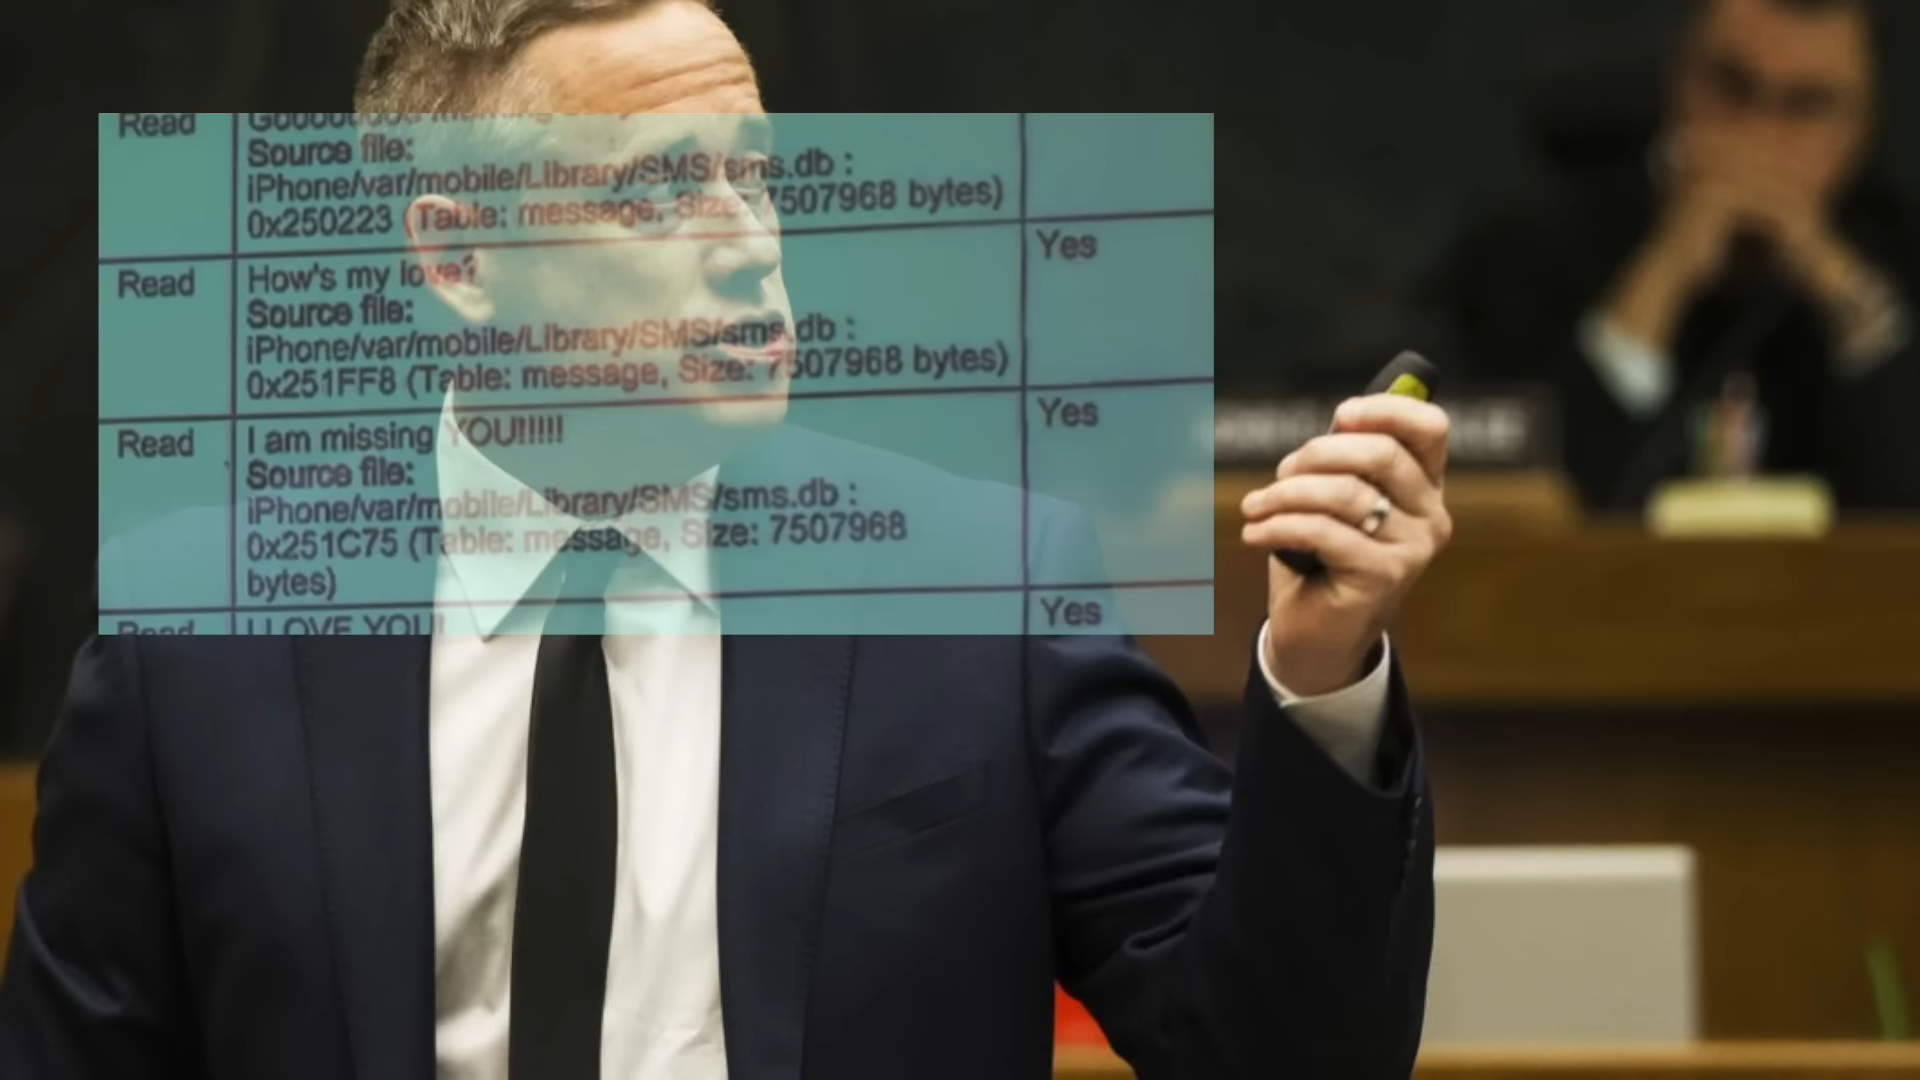 Read
Source file:
iPhone/var/mobile/Library/SMS/sms.db :
0x250223 (Table: message, Size: 7507968 bytes)
Yes
Read
How's my love?
Source file:
iPhone/var/mobile/Library/SMS/sms.db :
0x251FF8 (Table: message, Size: 7507968 bytes)
Yes
Read
I am missing YOU!!!!!
Source file:
iPhone/var/mobile/Library/SMS/sms.db :
0x251C75 (Table: message, Size: 7507968
bytes)
Yes
Read
I LOVE YOU!